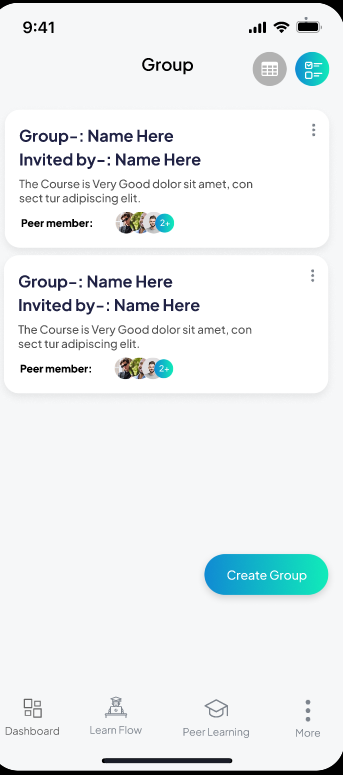 9:41
Group
Group-: Name Here
Invited by-: Name Here
The Course is Very Good dolor sit amet, con
sect tur adipiscing elit.
Peer member:
2+
Group-: Name Here
Invited by-: Name Here
The Course is Very Good dolor sit amet, con
sect tur adipiscing elit.
Peer member:
2+
Create Group
Dashboard
Learn Flow
Peer Learning
More